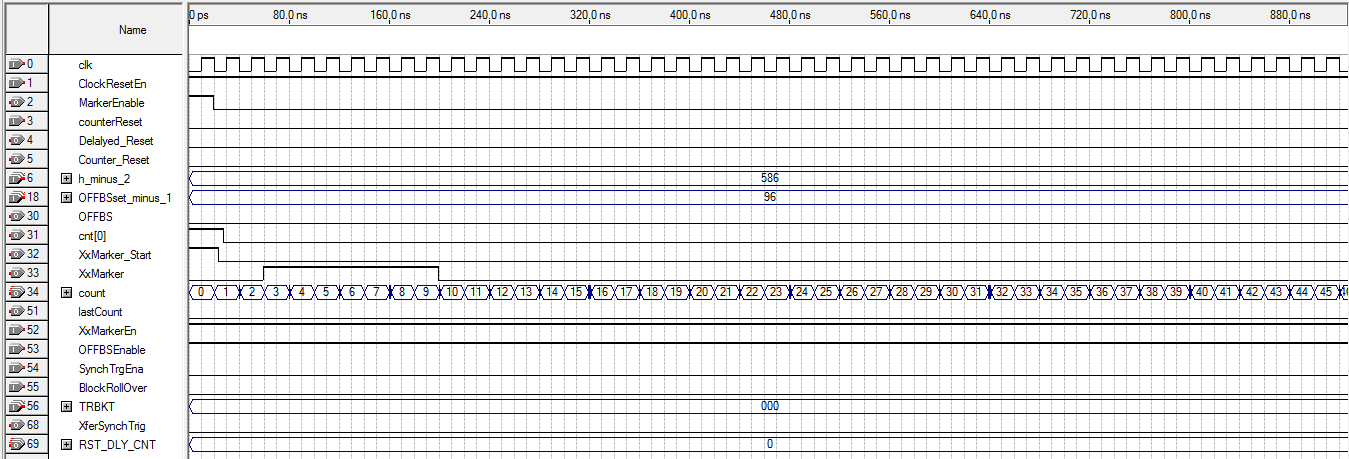 Name
0 ps 80.0 ns 160.0 ns 240.0 ns 320.0 ns 400.0 ns 480.0 ns 560.0 ns 640.0 ns 720.0 ns 800.0 ns 880.0 ns
0 clk
1 ClockResetEn
2 MarkerEnable
3 counterReset
4 Delalyed_Reset
5 Counter_Reset
6 h_minus_2 586
18 OFFBSset_minus_1 96
30 OFFBS
31 cnt[0]
32 XxMarker_Start
33 XxMarker
34 count 0 1 2 3 4 5 6 7 8 9 10 11 12 13 14 15 16 17 18 19 20 21 22 23 24 25 26 27 28 29 30 31 32 33 34 35 36 37 38 39 40 41 42 43 44 45
51 lastCount
52 XxMarkerEn
53 OFFBSEnable
54 SynchTrgEna
55 BlockRollOver
56 TRBKT 000
68 XferSynchTrig
69 RST_DLY_CNT 0